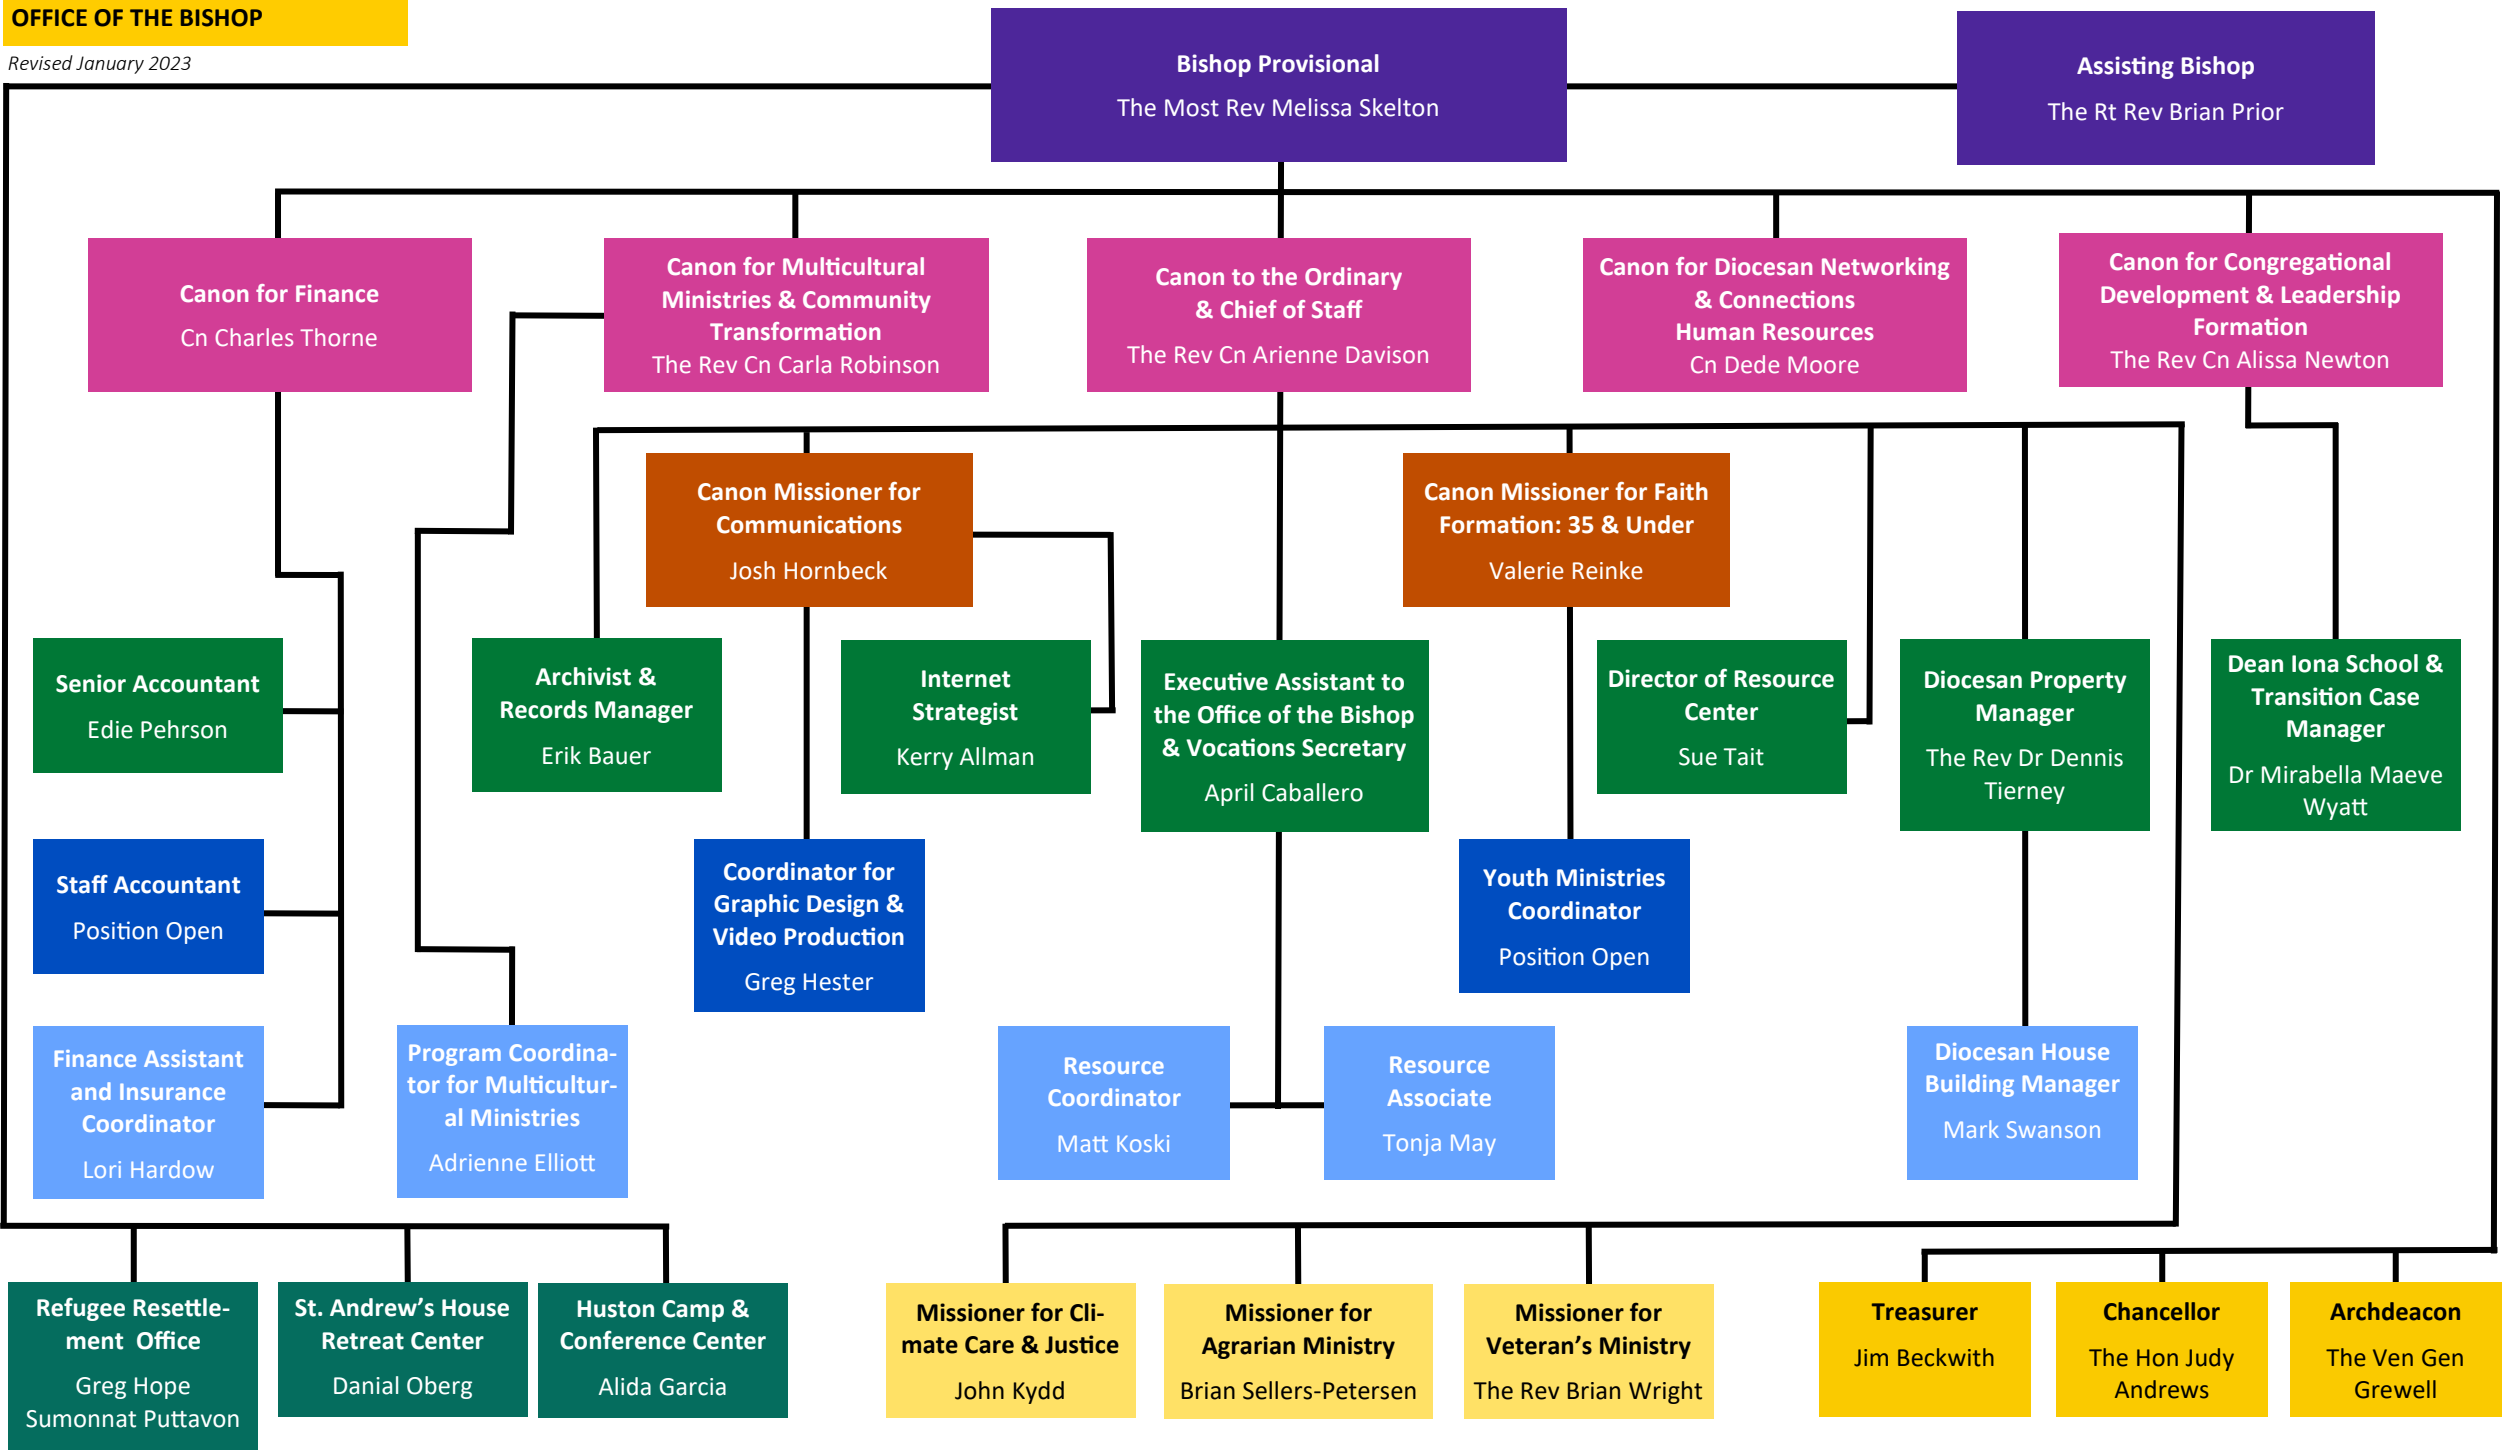 OFFICE OF THE BISHOP
Revised January 2023
Bishop Provisional
The Most Rev Melissa Skelton
Assisting Bishop
The Rt Rev Brian Prior
Canon for Finance
Cn Charles Thorne
Canon for Multicultural
Ministries & Community
Transformation
The Rev Cn Carla Robinson
Canon to the Ordinary
& Chief of Staff
The Rev Cn Arienne Davison
Canon for Diocesan Networking
& Connections
Human Resources
Cn Dede Moore
Canon for Congregational
Development & Leadership
Formation
The Rev Cn Alissa Newton
Canon Missioner for
Communications
Josh Hornbeck
Canon Missioner for Faith
Formation: 35 & Under
Valerie Reinke
Senior Accountant
Edie Pehrson
Archivist &
Records Manager
Erik Bauer
Internet
Strategist
Kerry Allman
Executive Assistant to
the Office of the Bishop
& Vocations Secretary
April Caballero
Director of Resource
Center
Sue Tait
Diocesan Property
Manager
The Rev Dr Dennis
Tierney
Dean Iona School &
Transition Case
Manager
Dr Mirabella Maeve
Wyatt
Staff Accountant
Position Open
Coordinator for
Graphic Design &
Video Production
Greg Hester
Youth Ministries
Coordinator
Position Open
Finance Assistant
and Insurance
Coordinator
Lori Hardow
Program Coordina-
tor for Multicultur-
al Ministries
Adrienne Elliott
Resource
Coordinator
Matt Koski
Resource
Associate
Tonja May
Diocesan House
Building Manager
Mark Swanson
Refugee Resettle-
ment  Office
Greg Hope
Sumonnat Puttavon
St. Andrew’s House
Retreat Center
Danial Oberg
Huston Camp &
Conference Center
Alida Garcia
Missioner for Cli-
mate Care & Justice
John Kydd
Missioner for
Agrarian Ministry
Brian Sellers-Petersen
Missioner for
Veteran’s Ministry
The Rev Brian Wright
Treasurer
Jim Beckwith
Chancellor
The Hon Judy
Andrews
Archdeacon
The Ven Gen
Grewell